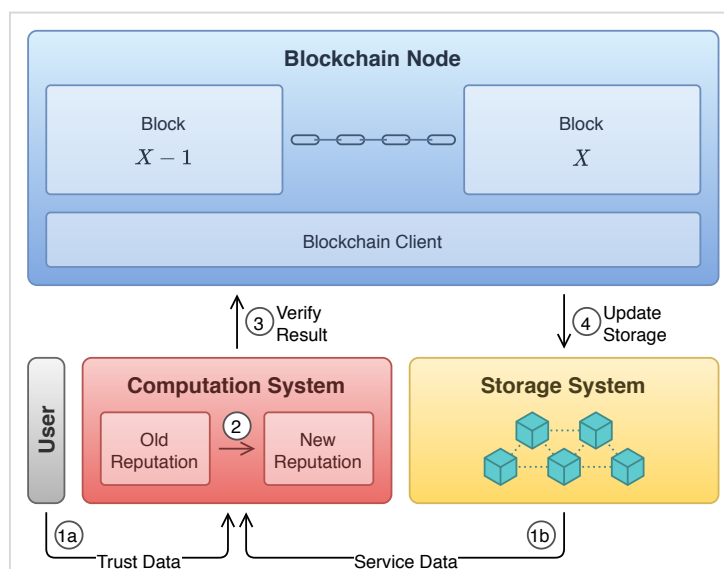 Blockchain Node
Block
X − 1
Block
X
Blockchain Client
3 Verify
Result
4 Update
Storage
User
Computation System
Old
Reputation
2
New
Reputation
Storage System
1a
Trust Data
1b
Service Data